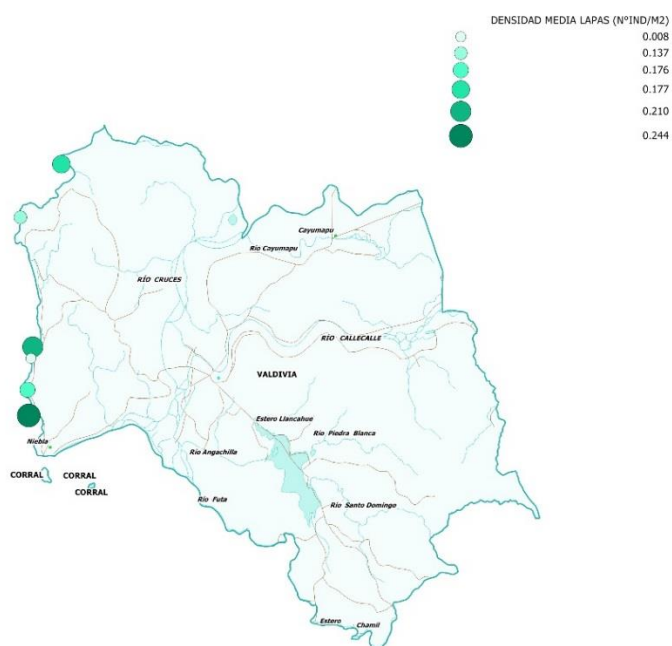 DENSIDAD MEDIA LAPAS (N°IND/M2)
0.008
0.137
0.176
0.177
0.210
0.244
Cayumapu
Río Cayumapu
RÍO CRUCES
RÍO CALLECALLE
VALDIVIA
Estero Llancahue
Río Piedra Blanca
Niebla
Río Angachilla
CORRAL
CORRAL
CORRAL
Río Futa
Río Santo Domingo
Estero Chamil